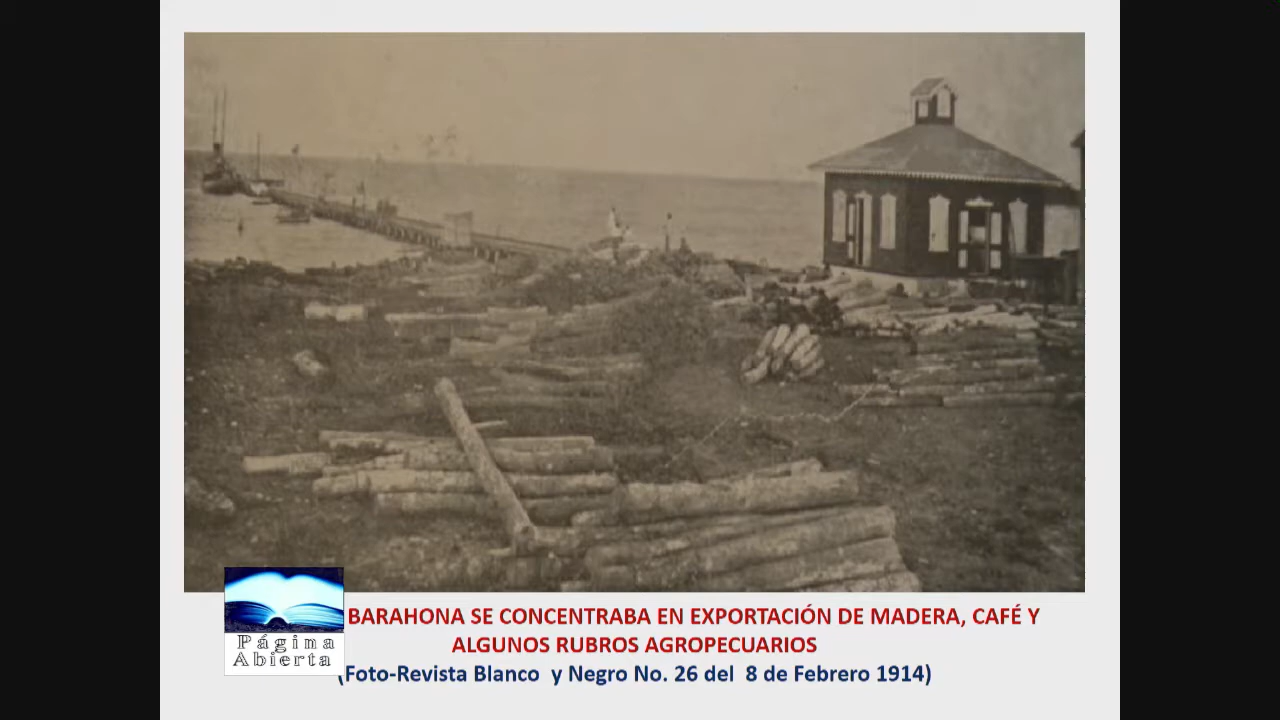 BARAHONA SE CONCENTRABA EN EXPORTACIÓN DE MADERA, CAFÉ Y
ALGUNOS RUBROS AGROPECUARIOS
(Foto-Revista Blanco y Negro No. 26 del 8 de Febrero 1914)
Página
Abierta